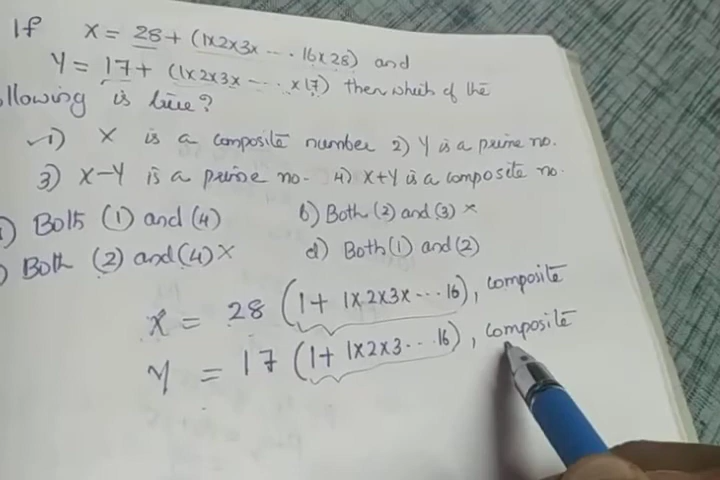 If X = 28 + (1x2x3x .... 16x28) and
Y = 17 + (1x2x3x .... x17) then which of the
llowing is true?
1) X is a composite number 2) Y is a prime no.
3) X-Y is a prime no. 4) X+Y is a composite no.
) Both (1) and (4) b) Both (2) and (3) x
) Both (2) and (4) x d) Both (1) and (2)
X = 28 (1 + 1x2x3x .... 16), composite
Y = 17 (1 + 1x2x3 .... 16), composite